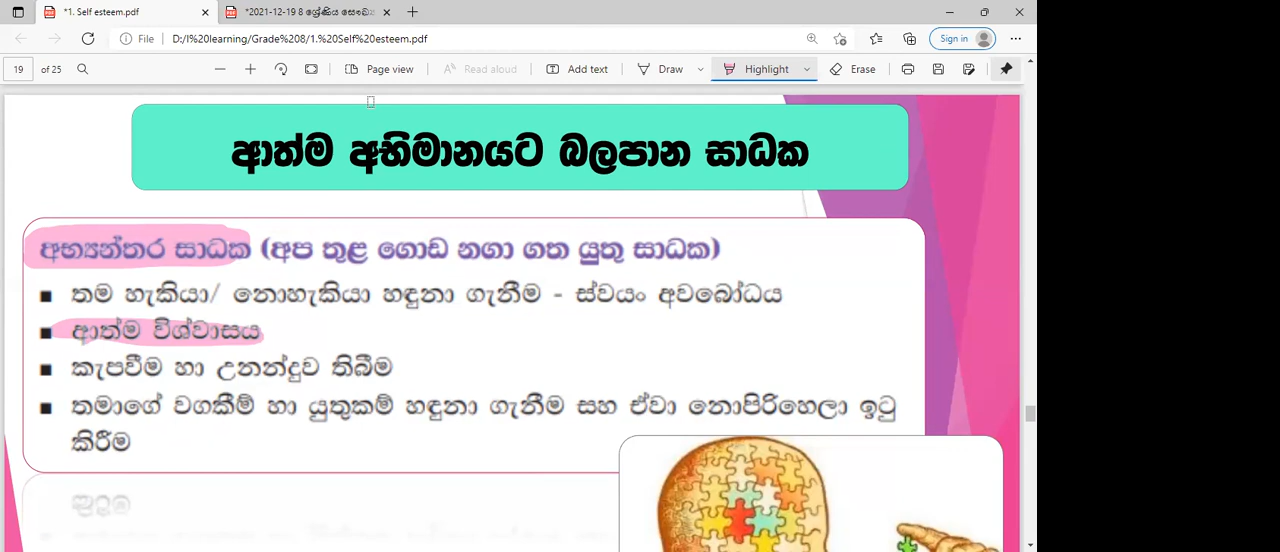 *1. Self esteem.pdf
*2021-12-19 8 ශ්‍රේණිය සෞඛ්‍ය
File
D:/I%20learning/Grade%208/1.%20Self%20esteem.pdf
Sign in
19 of 25
Page view
Read aloud
Add text
Draw
Highlight
Erase
ආත්ම අභිමානයට බලපාන සාධක
අභ්‍යන්තර සාධක (අප තුළ ගොඩ නගා ගත යුතු සාධක)
■ තම හැකියා/ නොහැකියා හඳුනා ගැනීම - ස්වයං අවබෝධය
■ ආත්ම විශ්වාසය
■ කැපවීම හා උනන්දුව තිබීම
■ තමාගේ වගකීම් හා යුතුකම් හඳුනා ගැනීම සහ ඒවා නොපිරිහෙලා ඉටු
කිරීම